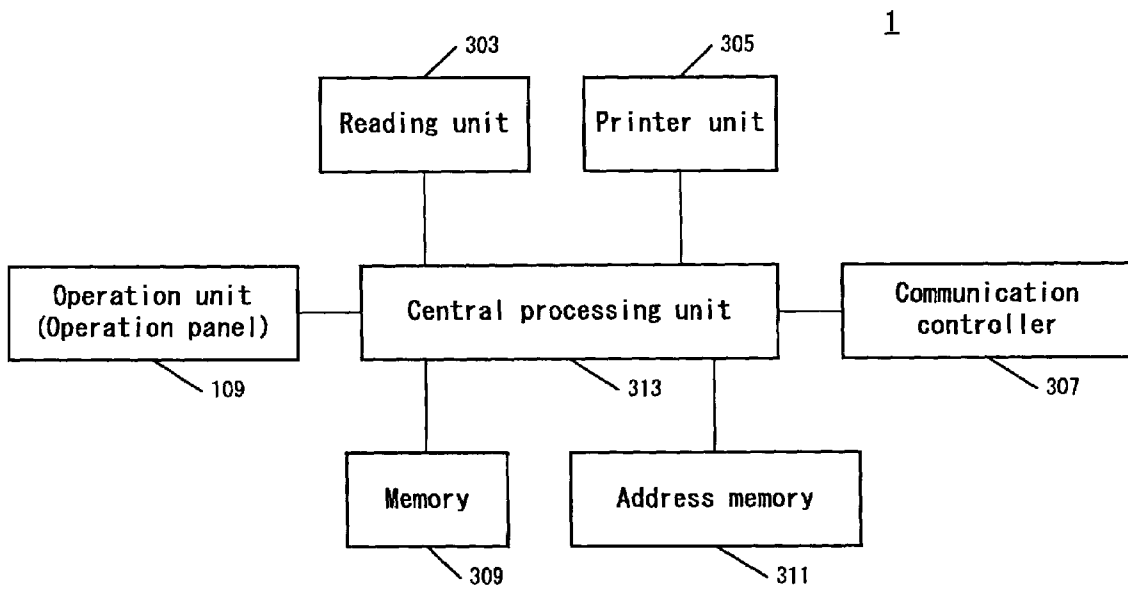 1
303
305
Reading unit
Printer unit
Operation unit
(Operation panel)
Central processing unit
Communication
controller
109
313
307
Memory
Address memory
309
311